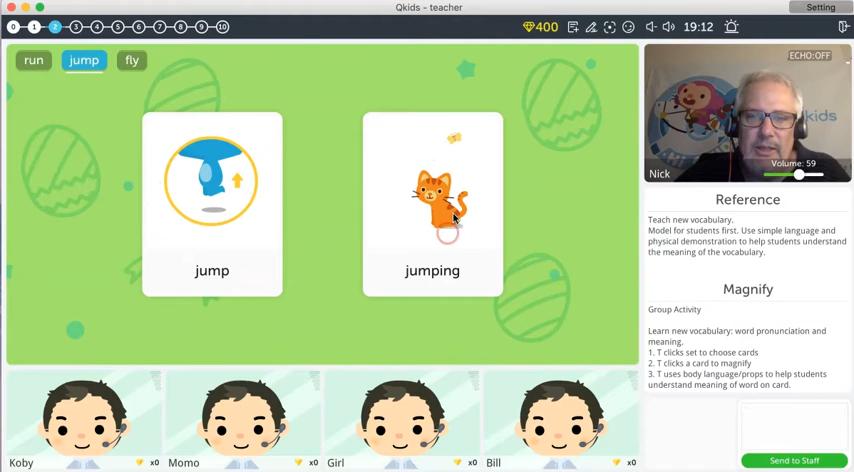 Qkids - teacher
Setting
0 1 2 3 4 5 6 7 8 9 10
400
19:12
run jump fly
jump
jumping
ECHO:OFF
kids
Volume: 59
Nick
Reference
Teach new vocabulary.
Model for students first. Use simple language and
physical demonstration to help students understand
the meaning of the vocabulary.
Magnify
Group Activity
Learn new vocabulary: word pronunciation and
meaning.
1. T clicks set to choose cards
2. T clicks a card to magnify
3. T uses body language/props to help students
understand meaning of word on card.
Koby x0 Momo x0 Girl x0 Bill x0
Send to Staff